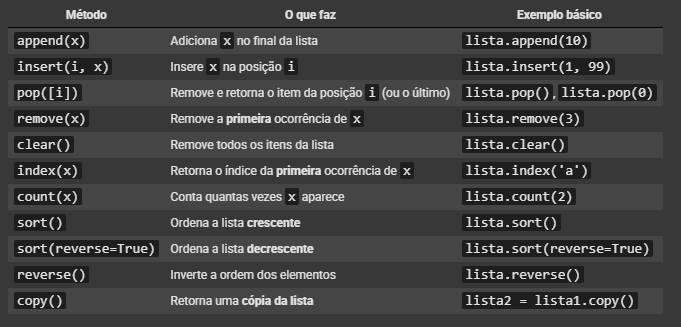 Método O que faz Exemplo básico
append(x) Adiciona x no final da lista lista.append(10)
insert(i, x) Insere x na posição i lista.insert(1, 99)
pop([i]) Remove e retorna o item da posição i (ou o último) lista.pop(), lista.pop(0)
remove(x) Remove a primeira ocorrência de x lista.remove(3)
clear() Remove todos os itens da lista lista.clear()
index(x) Retorna o índice da primeira ocorrência de x lista.index('a')
count(x) Conta quantas vezes x aparece lista.count(2)
sort() Ordena a lista crescente lista.sort()
sort(reverse=True) Ordena a lista decrescente lista.sort(reverse=True)
reverse() Inverte a ordem dos elementos lista.reverse()
copy() Retorna uma cópia da lista lista2 = lista1.copy()